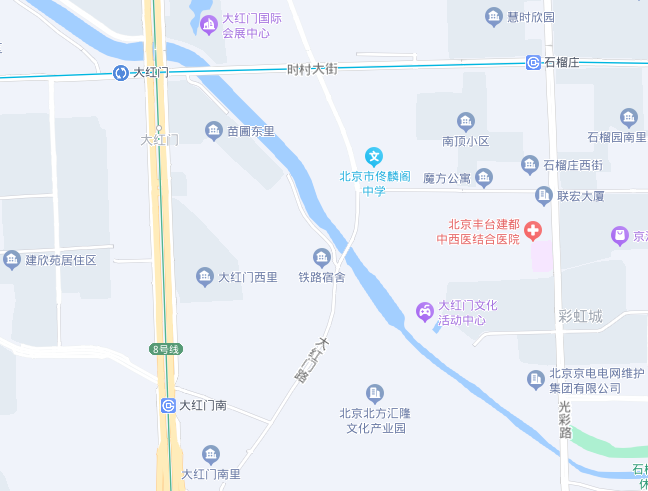 大红门国际
会展中心
慧时欣园
区
大红门
时村大街
石榴庄
苗圃东里
大红门
南顶小区
石榴园南里
北京市佟麟阁
中学
魔方公寓
石榴庄西街
联宏大厦
北京丰台建都
中西医结合医院
建欣苑居住区
大红门西里
铁路宿舍
大红门文化
活动中心
彩虹城
8号线
大红门路
北京京电电网维护
集团有限公司
大红门南
北京北方汇隆
文化产业园
光彩路
大红门南里
石榴
休